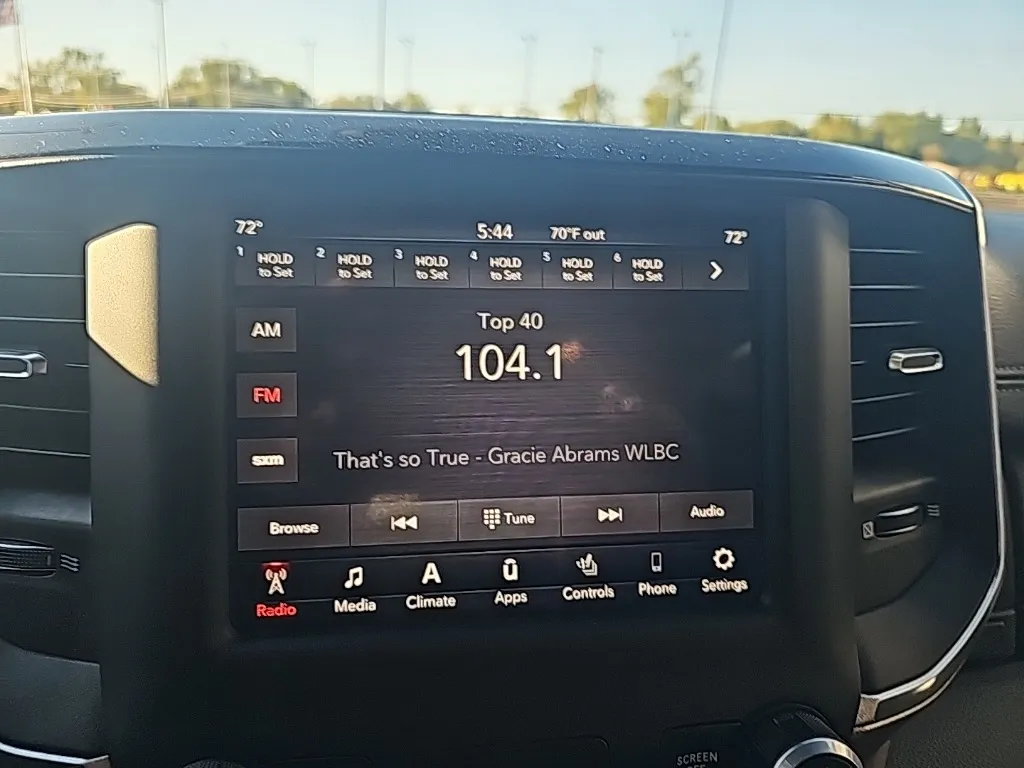 72° 5:44 70°F out 72°
1 HOLD to Set 2 HOLD to Set 3 HOLD to Set 4 HOLD to Set 5 HOLD to Set 6 HOLD to Set
Top 40
AM
104.1
FM
sxm
That's so True - Gracie Abrams WLBC
Browse Tune Audio
Radio Media Climate Apps Controls Phone Settings
SCREEN
OFF